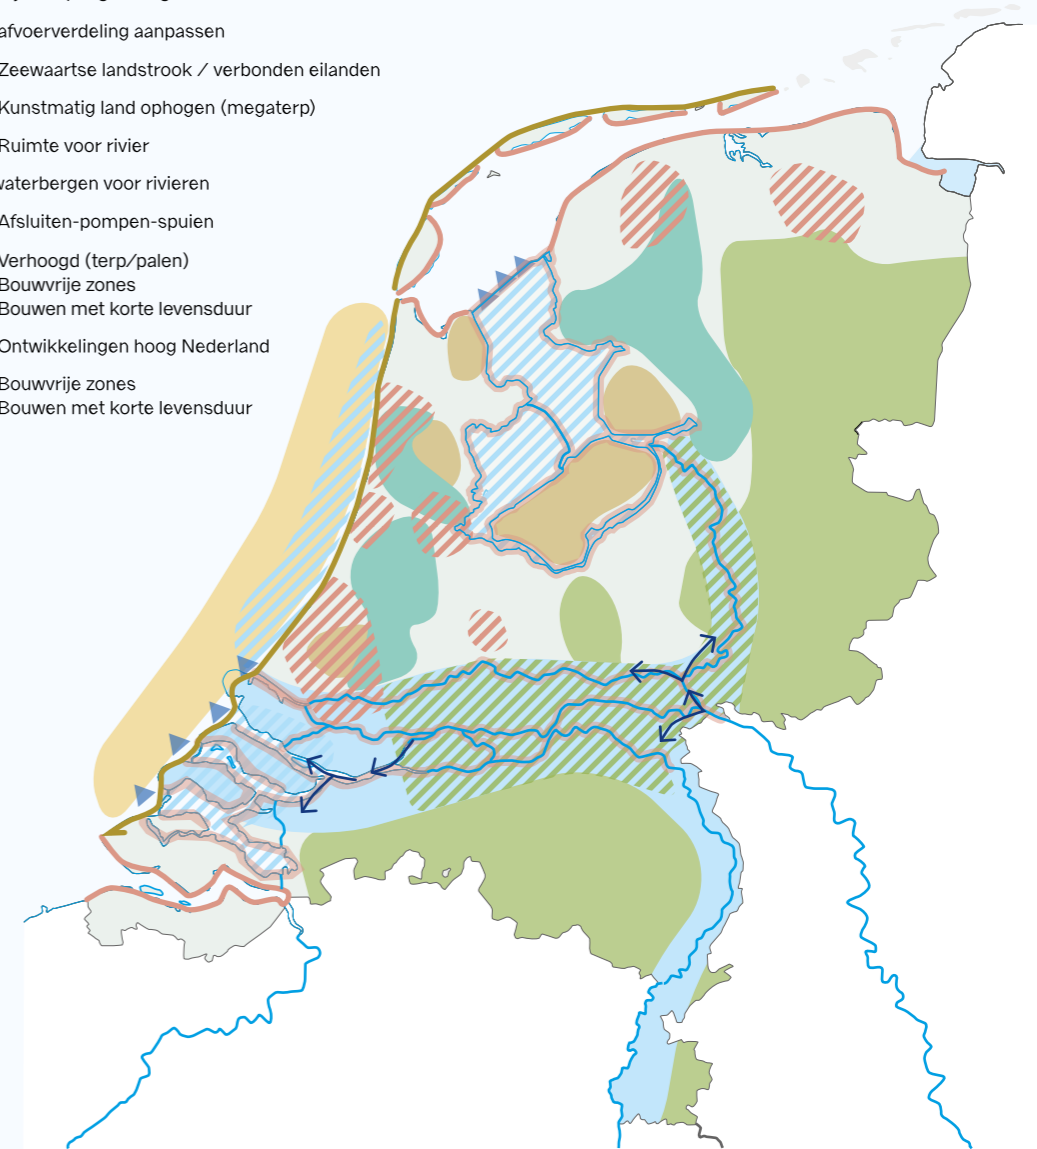 afvoerverdeling aanpassen
Zeewaartse landstrook / verbonden eilanden
Kunstmatig land ophogen (megaterp)
Ruimte voor rivier
waterbergen voor rivieren
Afsluiten-pompen-spuien
Verhoogd (terp/palen)
Bouwvrije zones
Bouwen met korte levensduur
Ontwikkelingen hoog Nederland
Bouwvrije zones
Bouwen met korte levensduur